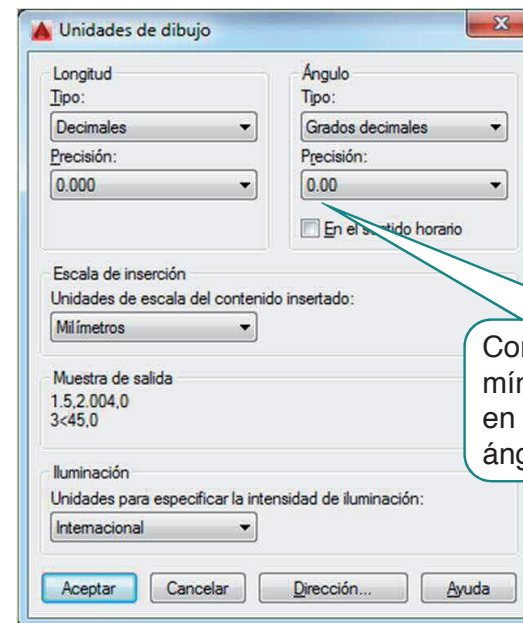 Unidades de dibujo
Longitud
Tipo:
Decimales
Precisión:
0.000
Ángulo
Tipo:
Grados decimales
Precisión:
0.00
En el sentido horario
Escala de inserción
Unidades de escala del contenido insertado:
Milímetros
Muestra de salida
1.5,2.004,0
3<45,0
Iluminación
Unidades para especificar la intensidad de iluminación:
Internacional
Aceptar
Cancelar
Dirección...
Ayuda
en